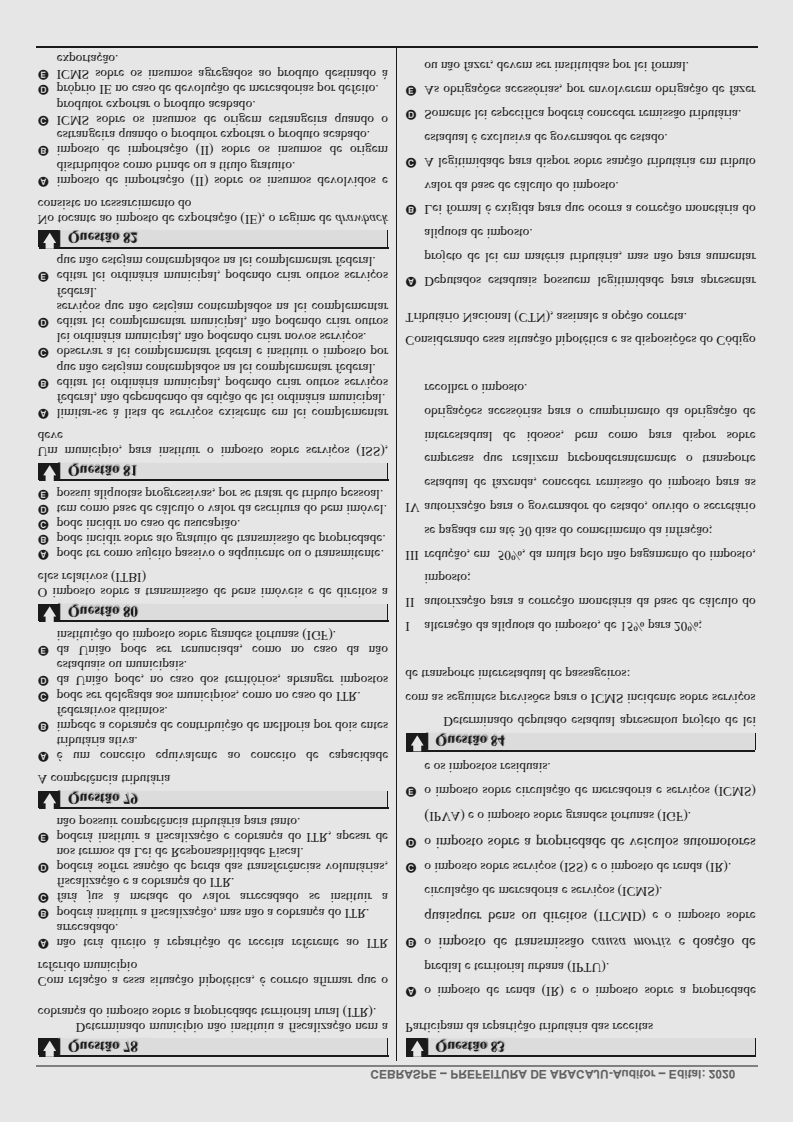 CEBRASPE – PREFEITURA DE ARACAJU-Auditor – Edital: 2020
Questão 78
Determinado município não instituiu a fiscalização nem a
cobrança do imposto sobre a propriedade territorial rural (ITR).
Com relação a essa situação hipotética, é correto afirmar que o
referido município
A não terá direito à repartição de receita referente ao ITR
arrecadado.
B poderá instituir a fiscalização, mas não a cobrança do ITR.
C fará jus à metade do valor arrecadado se instituir a
fiscalização e a cobrança do ITR.
D poderá sofrer sanção de perda das transferências voluntárias,
nos termos da Lei de Responsabilidade Fiscal.
E poderá instituir a fiscalização e cobrança do ITR, apesar de
não possuir competência tributária para tanto.
Questão 79
A competência tributária
A é um conceito equivalente ao conceito de capacidade
tributária ativa.
B impede a cobrança de contribuição de melhoria por dois entes
federativos distintos.
C pode ser delegada aos municípios, como no caso do ITR.
D da União pode, no caso dos territórios, abranger impostos
estaduais ou municipais.
E da União pode ser renunciada, como no caso da não
instituição do imposto sobre grandes fortunas (IGF).
Questão 80
O imposto sobre a transmissão de bens imóveis e de direitos a
eles relativos (ITBI)
A pode ter como sujeito passivo o adquirente ou o transmitente.
B pode incidir sobre ato gratuito de transmissão de propriedade.
C pode incidir no caso de usucapião.
D tem como base de cálculo o valor da escritura do bem imóvel.
E possui alíquotas progressivas, por se tratar de tributo pessoal.
Questão 81
Um município, para instituir o imposto sobre serviços (ISS),
deve
A limitar-se à lista de serviços existente em lei complementar
federal, não dependendo da edição de lei ordinária municipal.
B editar lei ordinária municipal, podendo criar outros serviços
que não estejam contemplados na lei complementar federal.
C observar a lei complementar federal e instituir o imposto por
lei ordinária municipal, não podendo criar novos serviços.
D editar lei complementar municipal, não podendo criar outros
serviços que não estejam contemplados na lei complementar
federal.
E editar lei ordinária municipal, podendo criar outros serviços
que não estejam contemplados na lei complementar federal.
Questão 82
No tocante ao imposto de exportação (IE), o regime de drawback
consiste no ressarcimento do
A imposto de importação (II) sobre os insumos devolvidos e
distribuídos como brinde ou a título gratuito.
B imposto de importação (II) sobre os insumos de origem
estrangeira quando o produtor exportar o produto acabado.
C ICMS sobre os insumos de origem estrangeira quando o
produtor exportar o produto acabado.
D próprio IE no caso de devolução de mercadorias por defeito.
E ICMS sobre os insumos agregados ao produto destinado à
exportação.
Questão 83
Participam da repartição tributária das receitas
A o imposto de renda (IR) e o imposto sobre a propriedade
predial e territorial urbana (IPTU).
B o imposto de transmissão causa mortis e doação de
quaisquer bens ou direitos (ITCMD) e o imposto sobre
circulação de mercadoria e serviços (ICMS).
C o imposto sobre serviços (ISS) e o imposto de renda (IR).
D o imposto sobre a propriedade de veículos automotores
(IPVA) e o imposto sobre grandes fortunas (IGF).
E o imposto sobre circulação de mercadoria e serviços (ICMS)
e os impostos residuais.
Questão 84
Determinado deputado estadual apresentou projeto de lei
com as seguintes previsões para o ICMS incidente sobre serviços
de transporte interestadual de passageiros:
I alteração da alíquota do imposto, de 15% para 20%;
II autorização para a correção monetária da base de cálculo do
imposto;
III redução, em 50%, da multa pelo não pagamento do imposto,
se pagada em até 30 dias do cometimento da infração;
IV autorização para o governador do estado, ouvido o secretário
estadual de fazenda, conceder remissão do imposto para as
empresas que realizem preponderantemente o transporte
interestadual de idosos, bem como para dispor sobre
obrigações acessórias para o cumprimento da obrigação de
recolher o imposto.
Considerando essa situação hipotética e as disposições do Código
Tributário Nacional (CTN), assinale a opção correta.
A Deputados estaduais possuem legitimidade para apresentar
projeto de lei em matéria tributária, mas não para aumentar
alíquota de imposto.
B Lei formal é exigida para que ocorra a correção monetária do
valor da base de cálculo do imposto.
C A legitimidade para dispor sobre sanção tributária em tributo
estadual é exclusiva de governador de estado.
D Somente lei específica poderá conceder remissão tributária.
E As obrigações acessórias, por envolverem obrigação de fazer
ou não fazer, devem ser instituídas por lei formal.